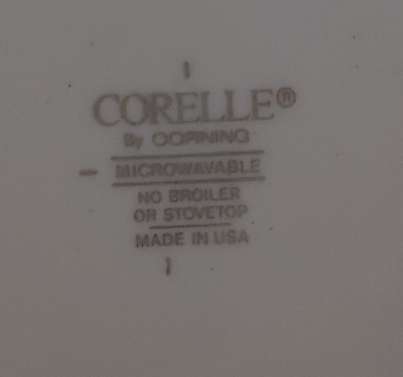 CORELLE®
By CORNING
MICROWAVABLE
NO BROILER
OR STOVETOP
MADE IN USA